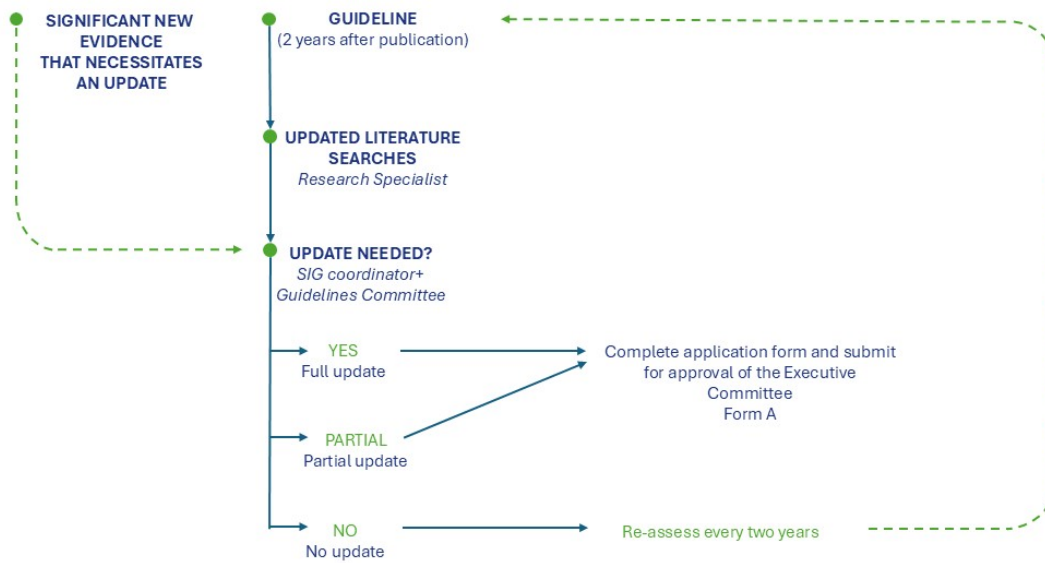 SIGNIFICANT NEW
EVIDENCE
THAT NECESSITATES
AN UPDATE
GUIDELINE
(2 years after publication)
UPDATED LITERATURE
SEARCHES
Research Specialist
UPDATE NEEDED?
SIG coordinator+
Guidelines Committee
YES
Full update
Complete application form and submit
for approval of the Executive
Committee
Form A
PARTIAL
Partial update
NO
No update
Re-assess every two years